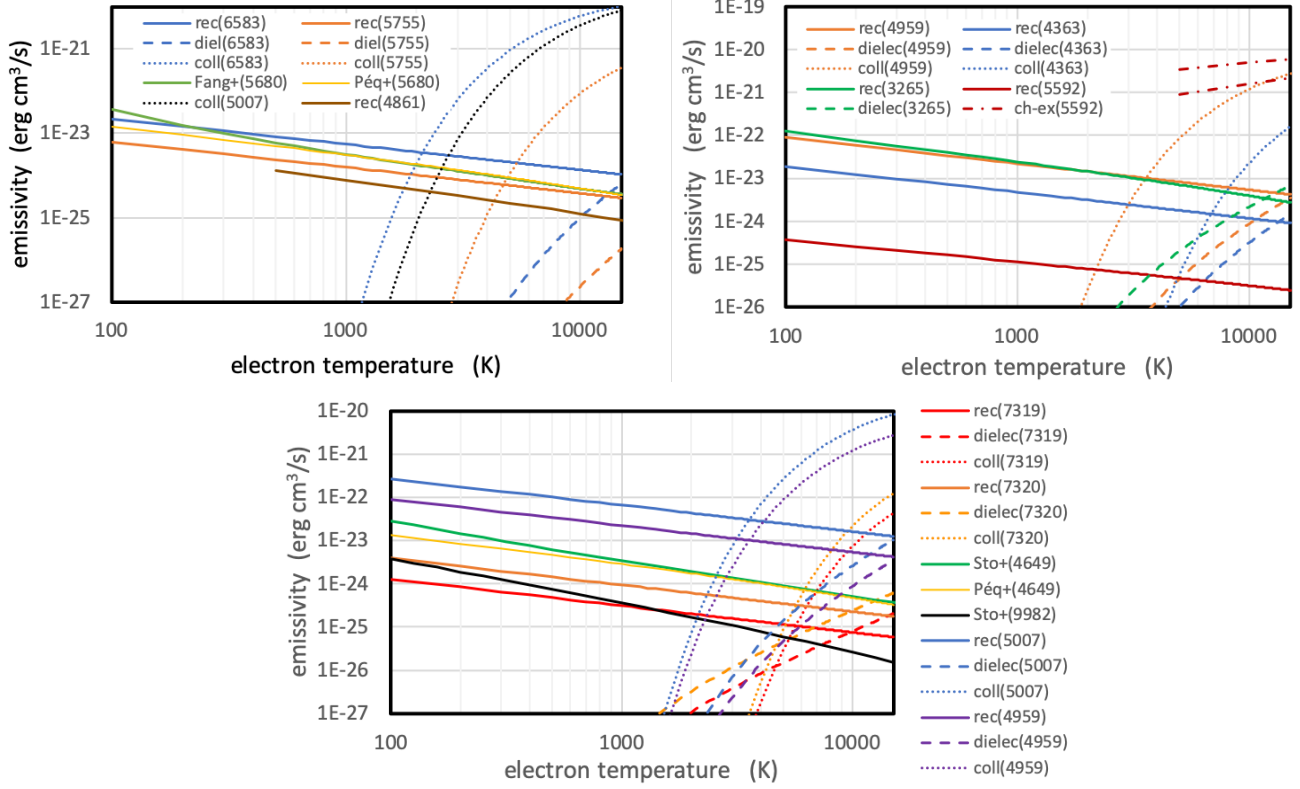 1E-21
1E-23
1E-25
1E-27
emissivity (erg cm³/s)
rec(6583) rec(5755)
diel(6583) diel(5755)
coll(6583) coll(5755)
Fang+(5680) Péq+(5680)
coll(5007) rec(4861)
100 1000 10000
electron temperature (K)
1E-19
1E-20
1E-21
1E-22
1E-23
1E-24
1E-25
1E-26
emissivity (erg cm³/s)
rec(4959) rec(4363)
dielec(4959) dielec(4363)
coll(4959) coll(4363)
rec(3265) rec(5592)
dielec(3265) ch-ex(5592)
100 1000 10000
electron temperature (K)
1E-20
1E-21
1E-22
1E-23
1E-24
1E-25
1E-26
1E-27
emissivity (erg cm³/s)
100 1000 10000
electron temperature (K)
rec(7319)
dielec(7319)
coll(7319)
rec(7320)
dielec(7320)
coll(7320)
Sto+(4649)
Péq+(4649)
Sto+(9982)
rec(5007)
dielec(5007)
coll(5007)
rec(4959)
dielec(4959)
coll(4959)